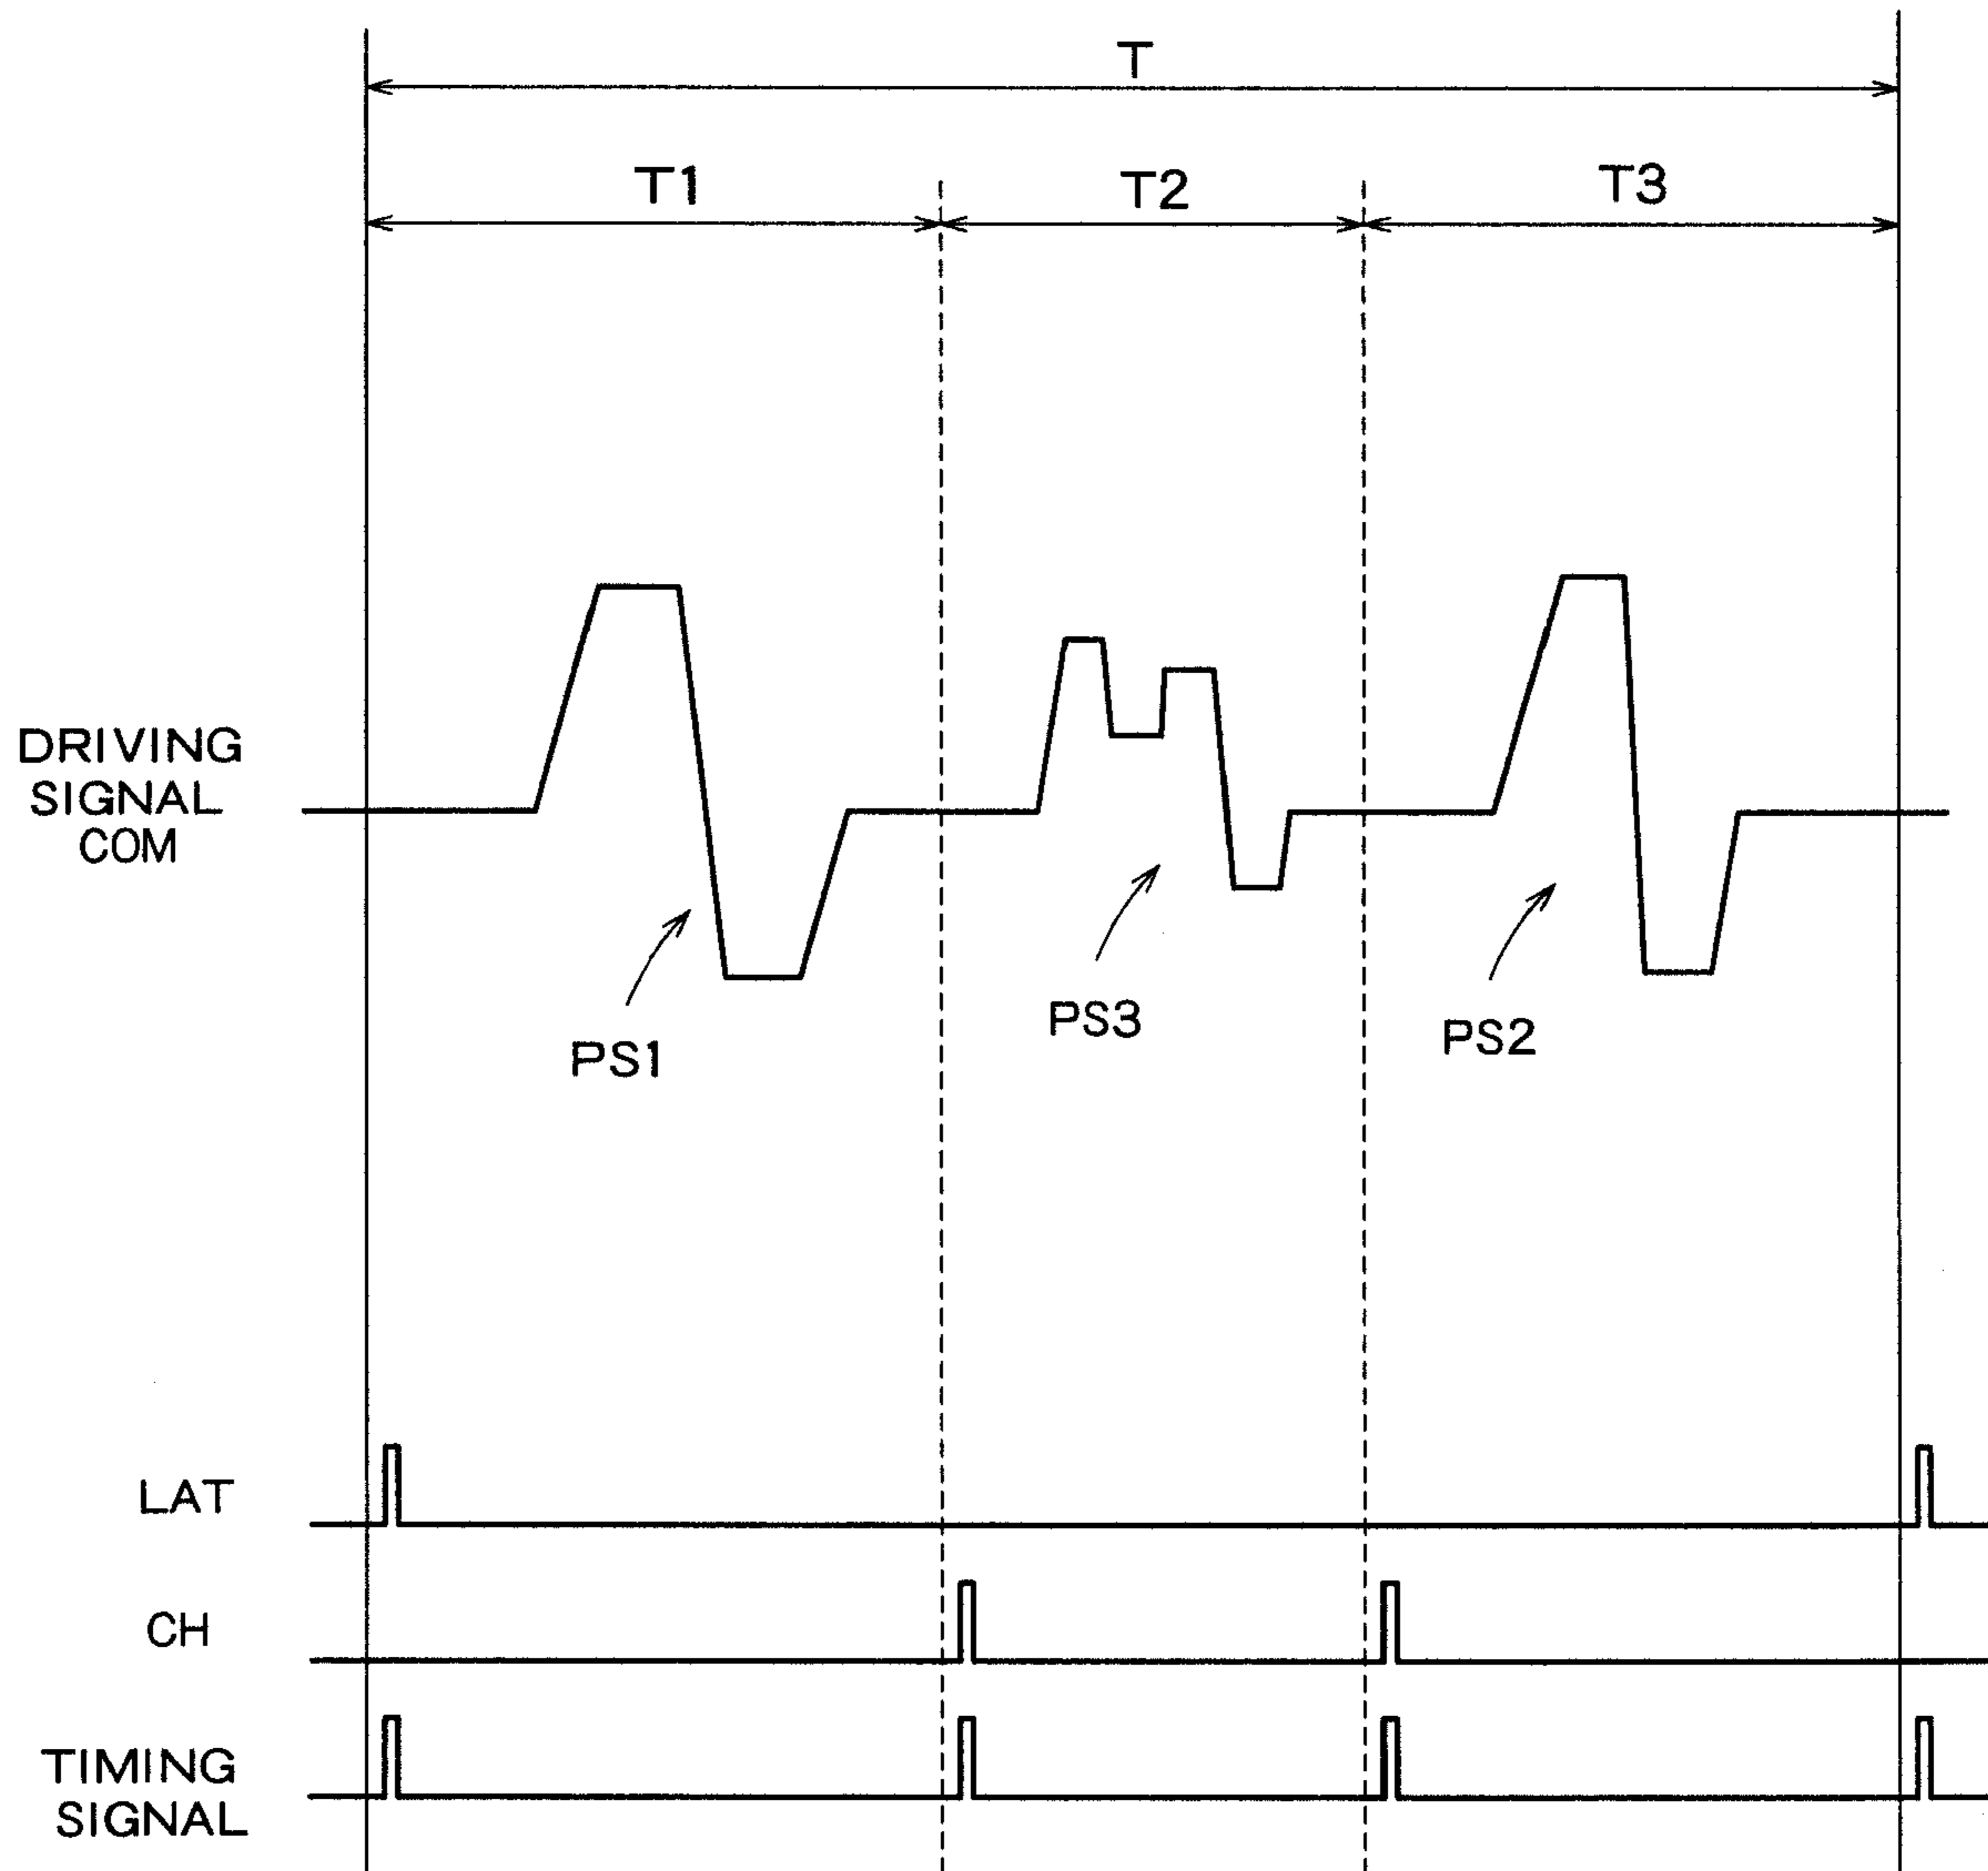 T
T1
T2
T3
DRIVING
SIGNAL
COM
PS1
PS3
PS2
LAT
CH
TIMING
SIGNAL